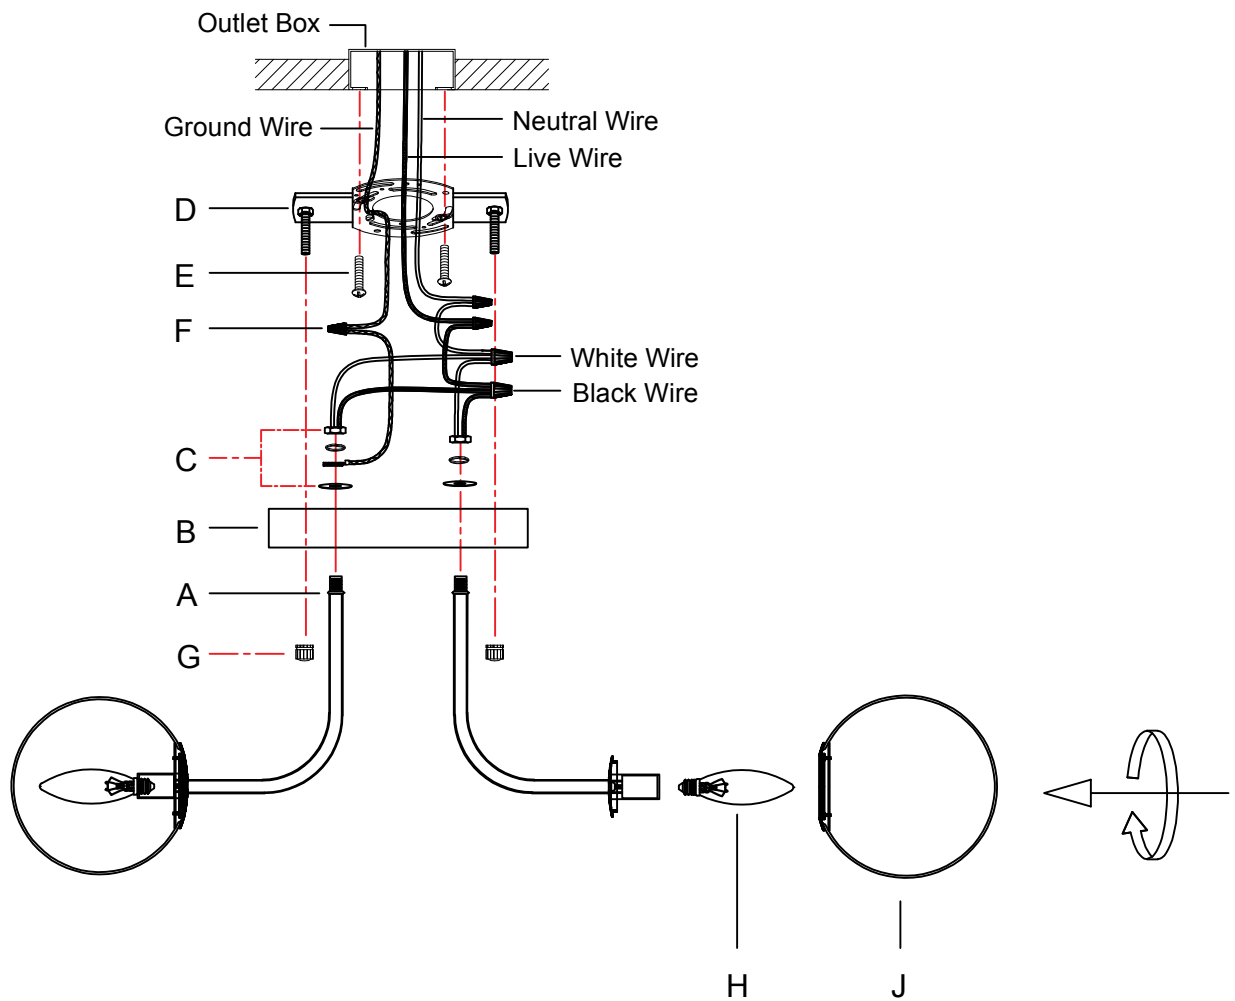 Outlet Box
Ground Wire
Neutral Wire
Live Wire
D
E
F
White Wire
Black Wire
C
B
A
G
H
J